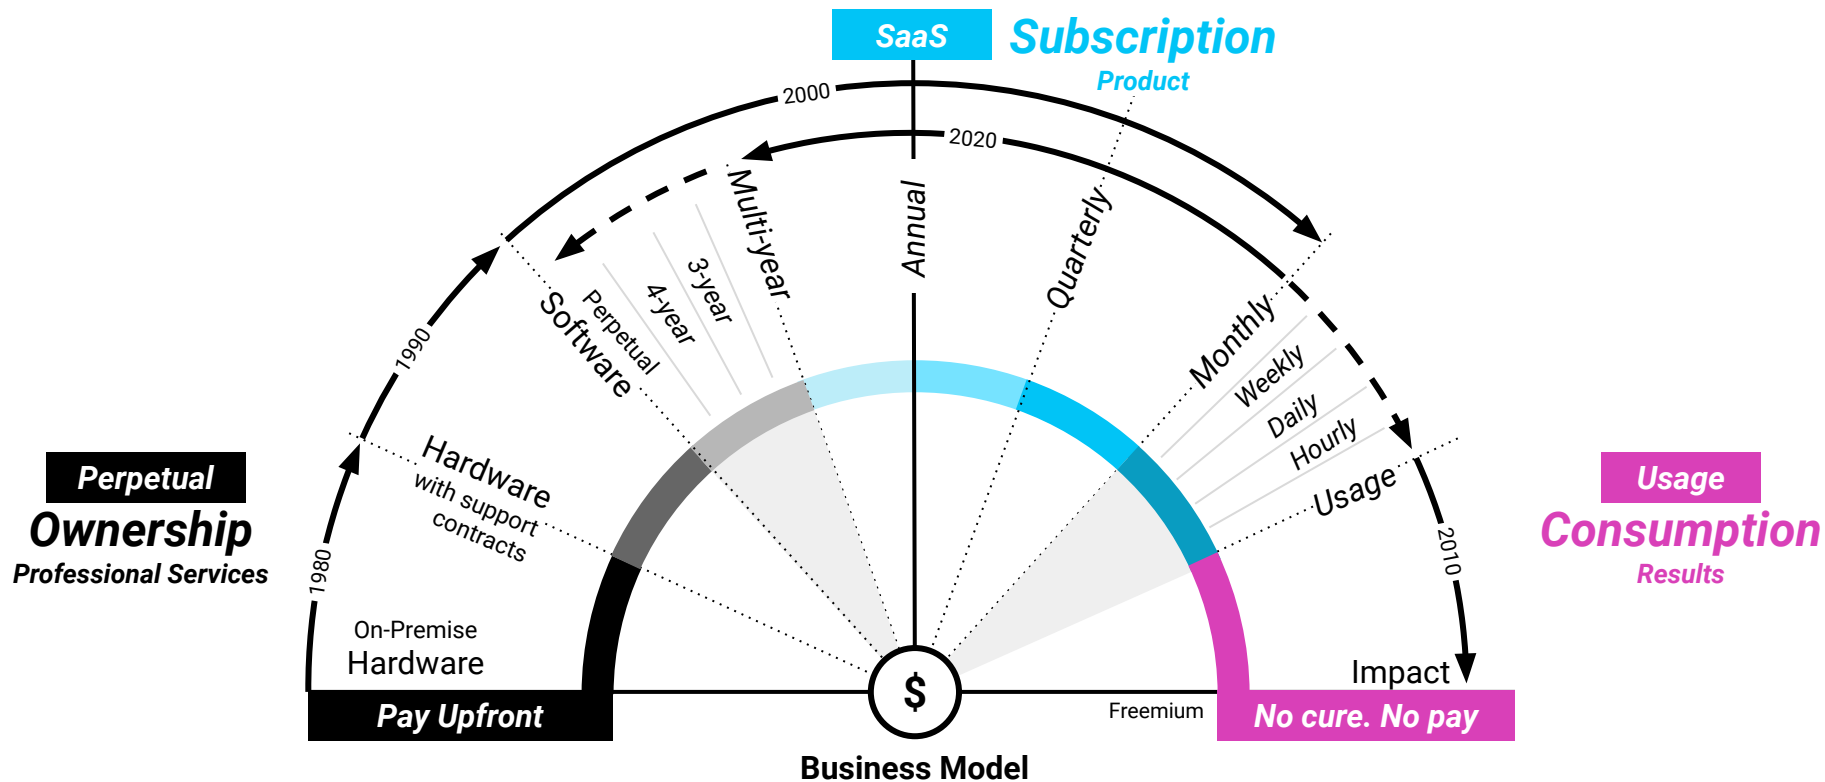 SaaS
Subscription
Product
2000
2020
Multi-year
Annual
Quarterly
Monthly
3-year
4-year
Perpetual
Software
Weekly
Daily
Hourly
Usage
1990
Hardware
with support
contracts
1980
2010
Perpetual
Ownership
Professional Services
Usage
Consumption
Results
On-Premise
Hardware
Impact
Pay Upfront
$
Freemium
No cure. No pay
Business Model